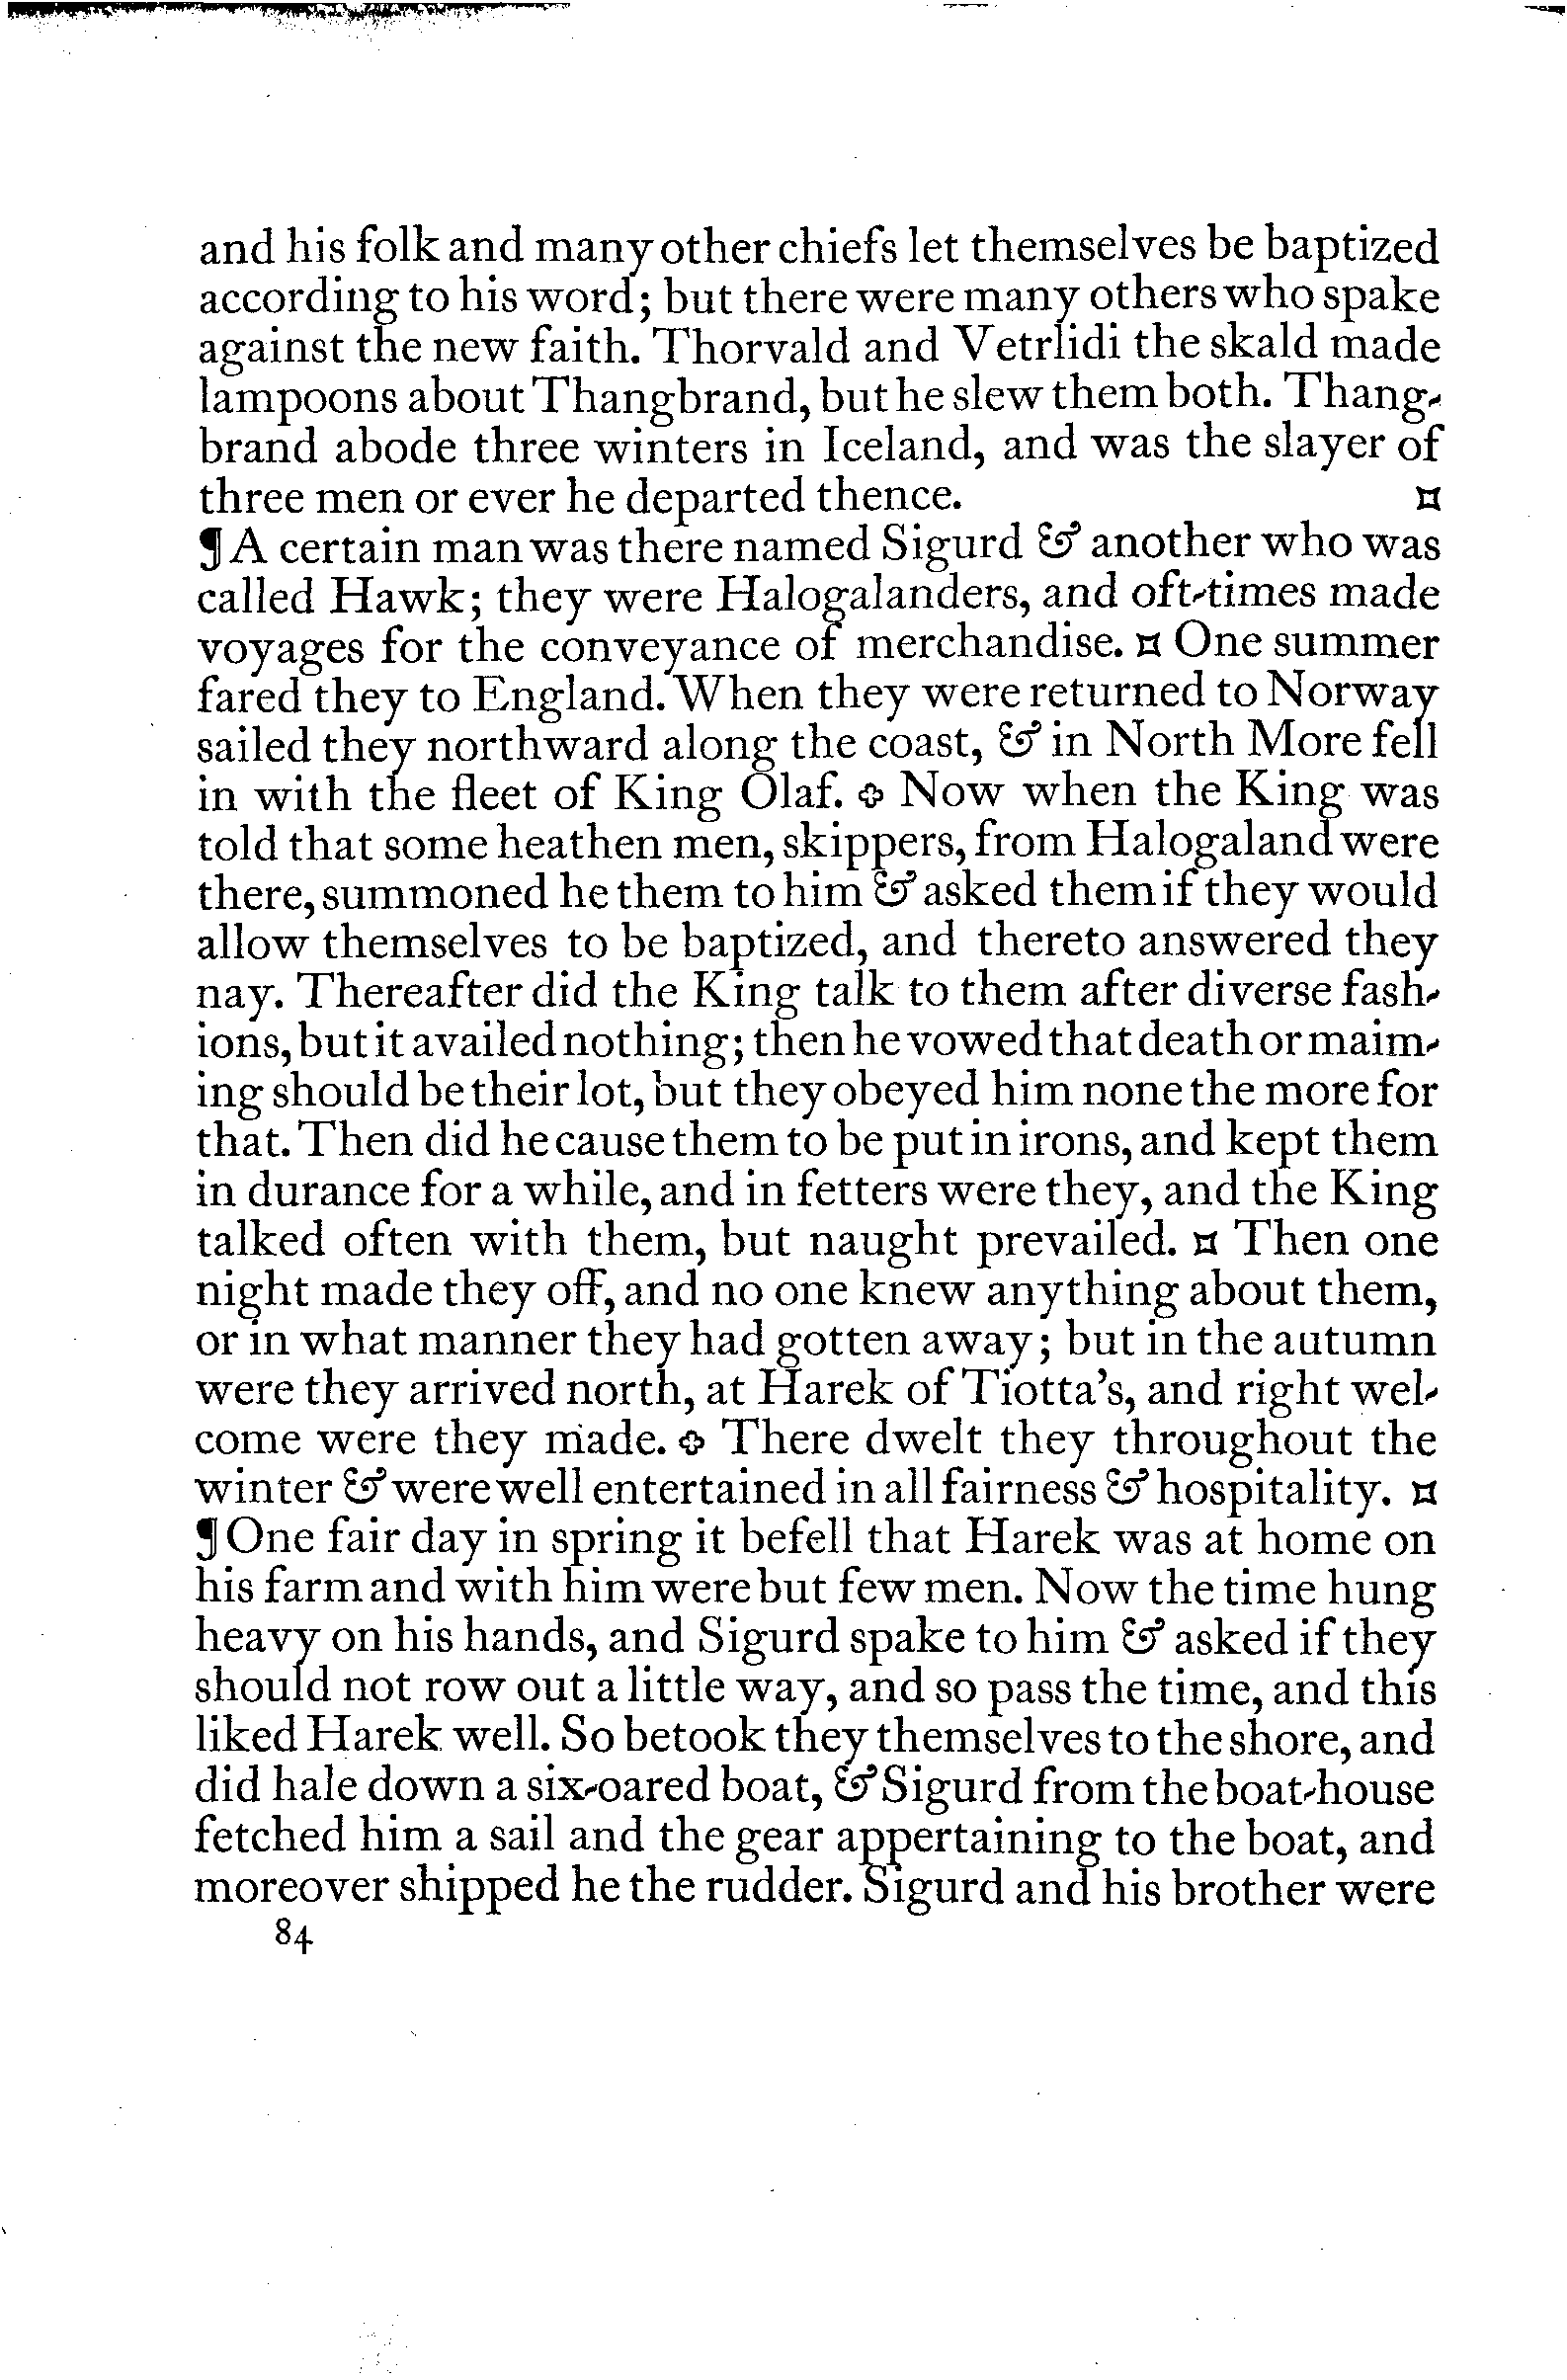 and his folk and many other chiefs let themselves be baptized
according to his word; but there were many others who spake
against the new faith. Thorvald and Vetrlidi the skald made
lampoons about Thangbrand, but he slew them both. Thang-
brand abode three winters in Iceland, and was the slayer of
three men or ever he departed thence. ¤
¶ A certain man was there named Sigurd & another who was
called Hawk; they were Halogalanders, and oft-times made
voyages for the conveyance of merchandise. ¤ One summer
fared they to England. When they were returned to Norway
sailed they northward along the coast, & in North More fell
in with the fleet of King Olaf. ✣ Now when the King was
told that some heathen men, skippers, from Halogaland were
there, summoned he them to him & asked them if they would
allow themselves to be baptized, and thereto answered they
nay. Thereafter did the King talk to them after diverse fash-
ions, but it availed nothing; then he vowed that death or maim-
ing should be their lot, but they obeyed him none the more for
that. Then did he cause them to be put in irons, and kept them
in durance for a while, and in fetters were they, and the King
talked often with them, but naught prevailed. ¤ Then one
night made they off, and no one knew anything about them,
or in what manner they had gotten away; but in the autumn
were they arrived north, at Harek of Tiotta's, and right wel-
come were they made. ✣ There dwelt they throughout the
winter & were well entertained in all fairness & hospitality. ¤
¶ One fair day in spring it befell that Harek was at home on
his farm and with him were but few men. Now the time hung
heavy on his hands, and Sigurd spake to him & asked if they
should not row out a little way, and so pass the time, and this
liked Harek well. So betook they themselves to the shore, and
did hale down a six-oared boat, & Sigurd from the boat-house
fetched him a sail and the gear appertaining to the boat, and
moreover shipped he the rudder. Sigurd and his brother were
84